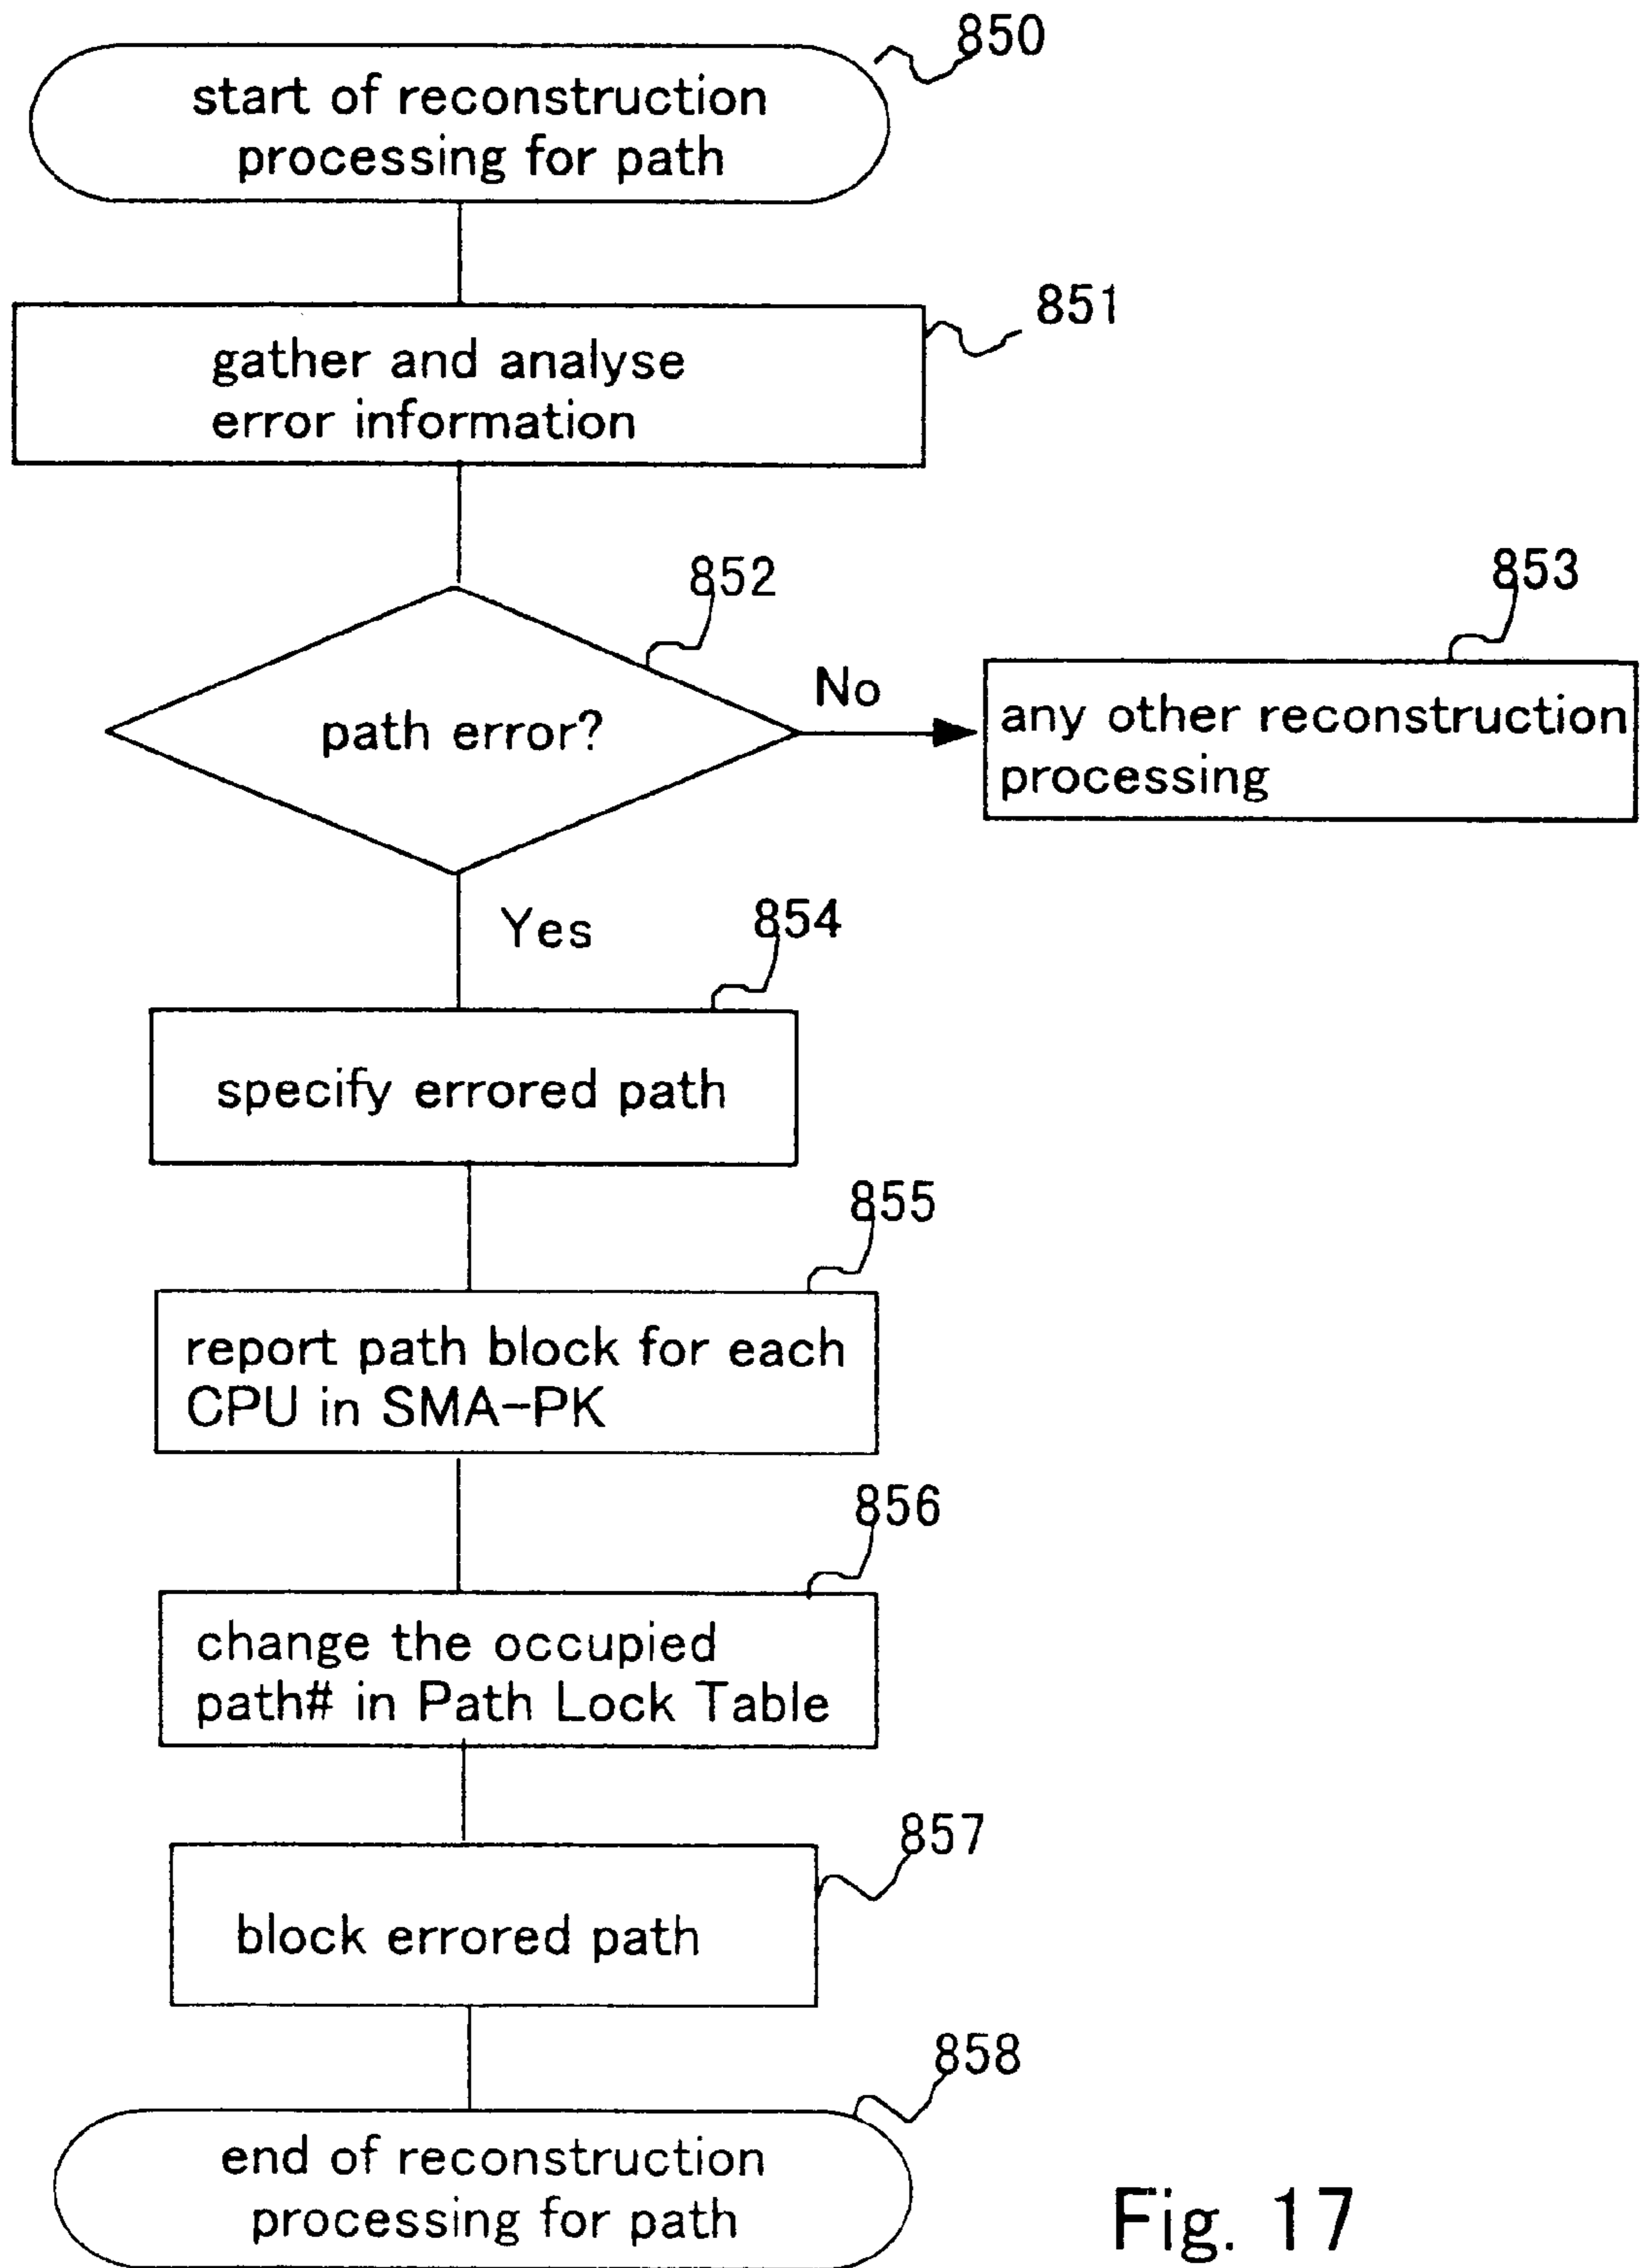 850
start of reconstruction
processing for path
851
gather and analyse
error information
852
853
path error?
No
any other reconstruction
processing
Yes
854
specify errored path
855
report path block for each
CPU in SMA-PK
856
change the occupied
path# in Path Lock Table
857
block errored path
858
end of reconstruction
processing for path
Fig. 17